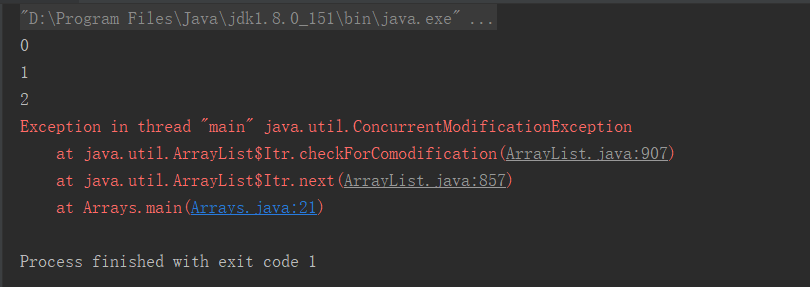 "D:\Program Files\Java\jdk1.8.0_151\bin\java.exe" ...
0
1
2
Exception in thread "main" java.util.ConcurrentModificationException
at java.util.ArrayList$Itr.checkForComodification(ArrayList.java:907)
at java.util.ArrayList$Itr.next(ArrayList.java:857)
at Arrays.main(Arrays.java:21)
Process finished with exit code 1